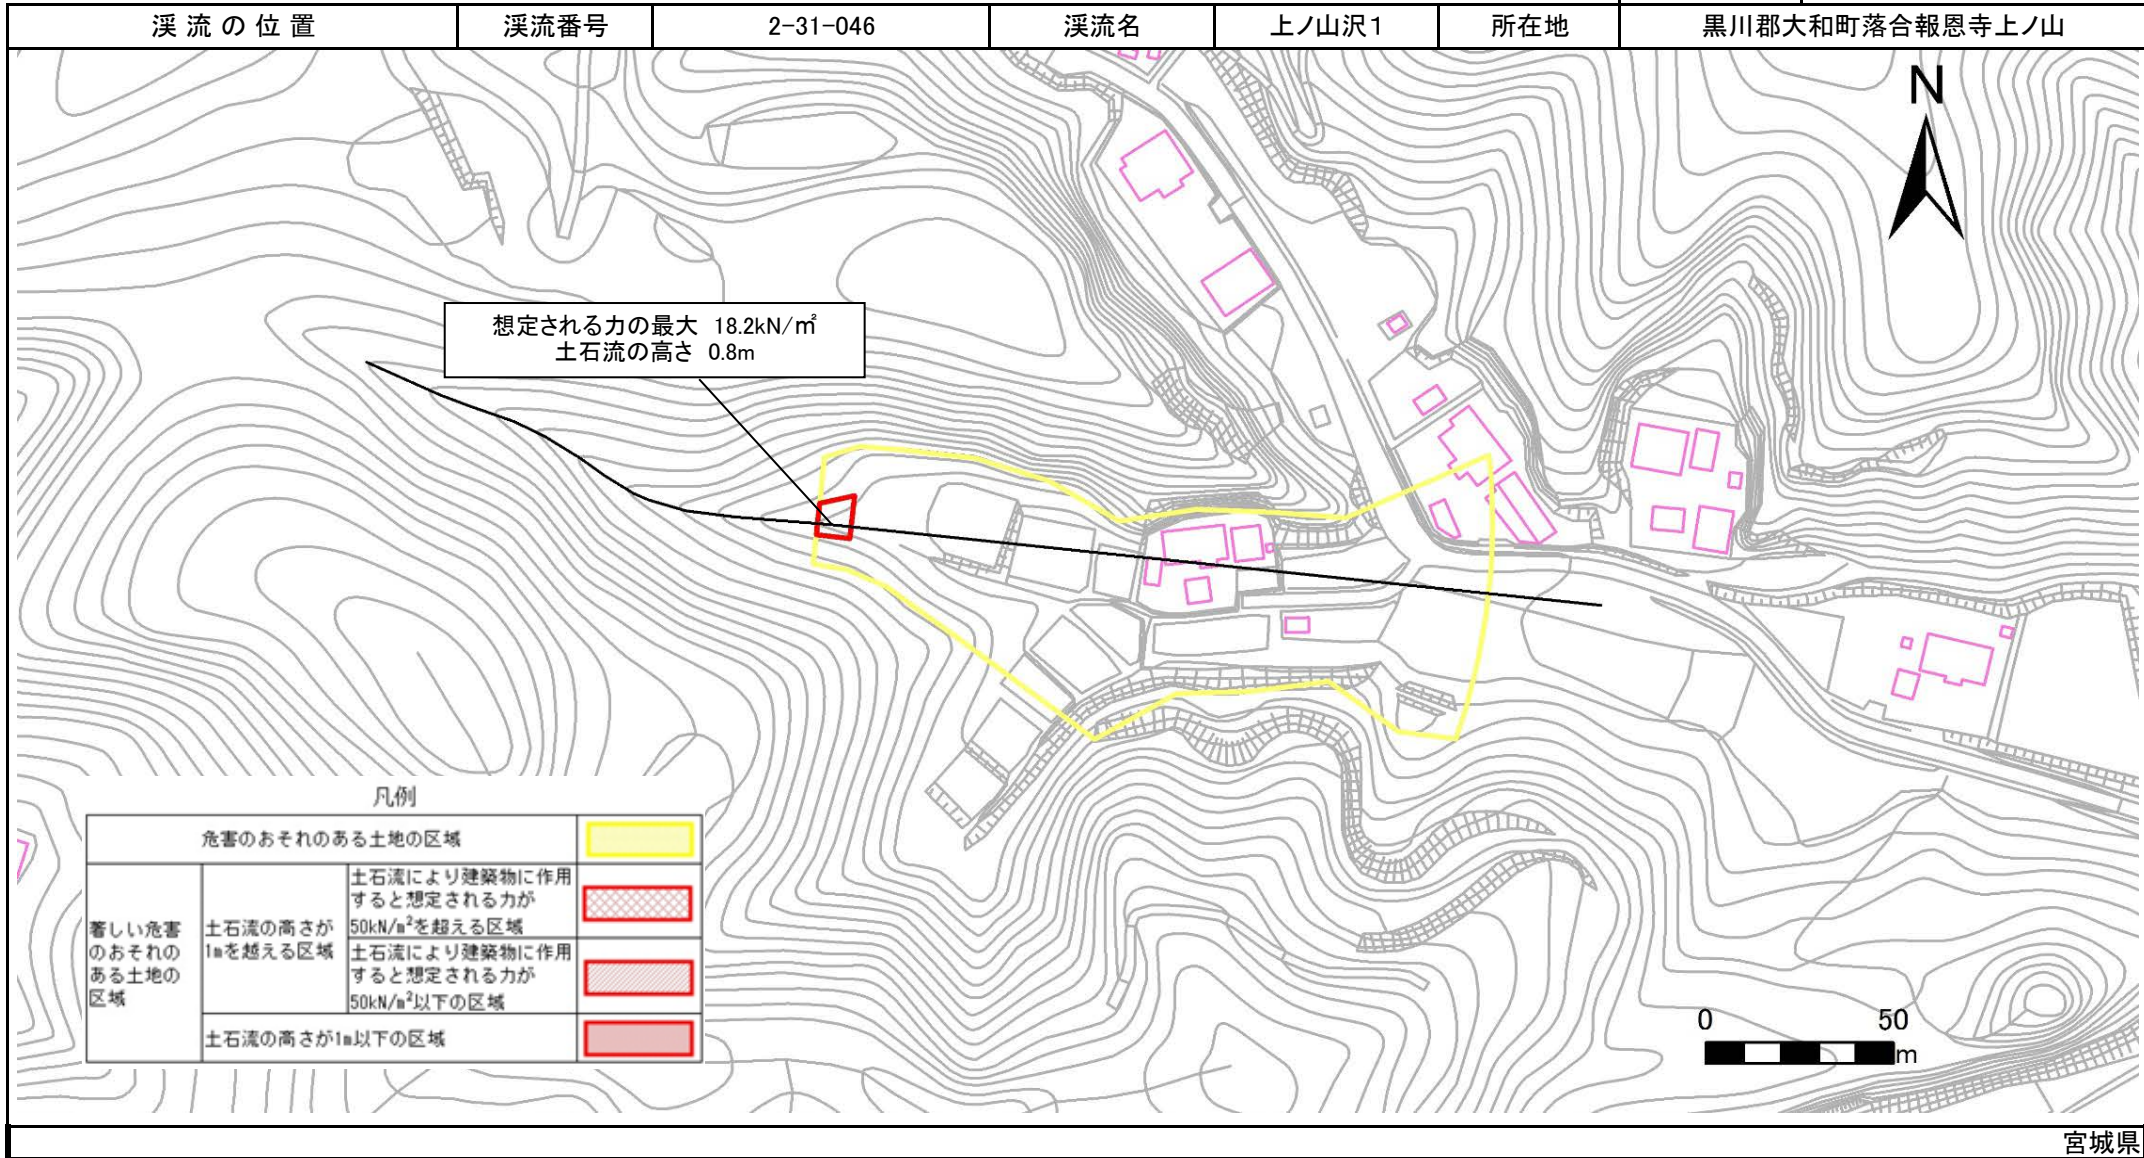 渓流の位置 渓流番号 2-31-046 渓流名 上ノ山沢1 所在地 黒川郡大和町落合報恩寺上ノ山
N
想定される力の最大 18.2kN/㎡
土石流の高さ 0.8m
凡例
危害のおそれのある土地の区域
著しい危害
のおそれの
ある土地の
区域
土石流の高さが
1mを越える区域
土石流により建築物に作用
すると想定される力が
50kN/m²を超える区域
土石流により建築物に作用
すると想定される力が
50kN/m²以下の区域
土石流の高さが1m以下の区域
0 50
m
宮城県